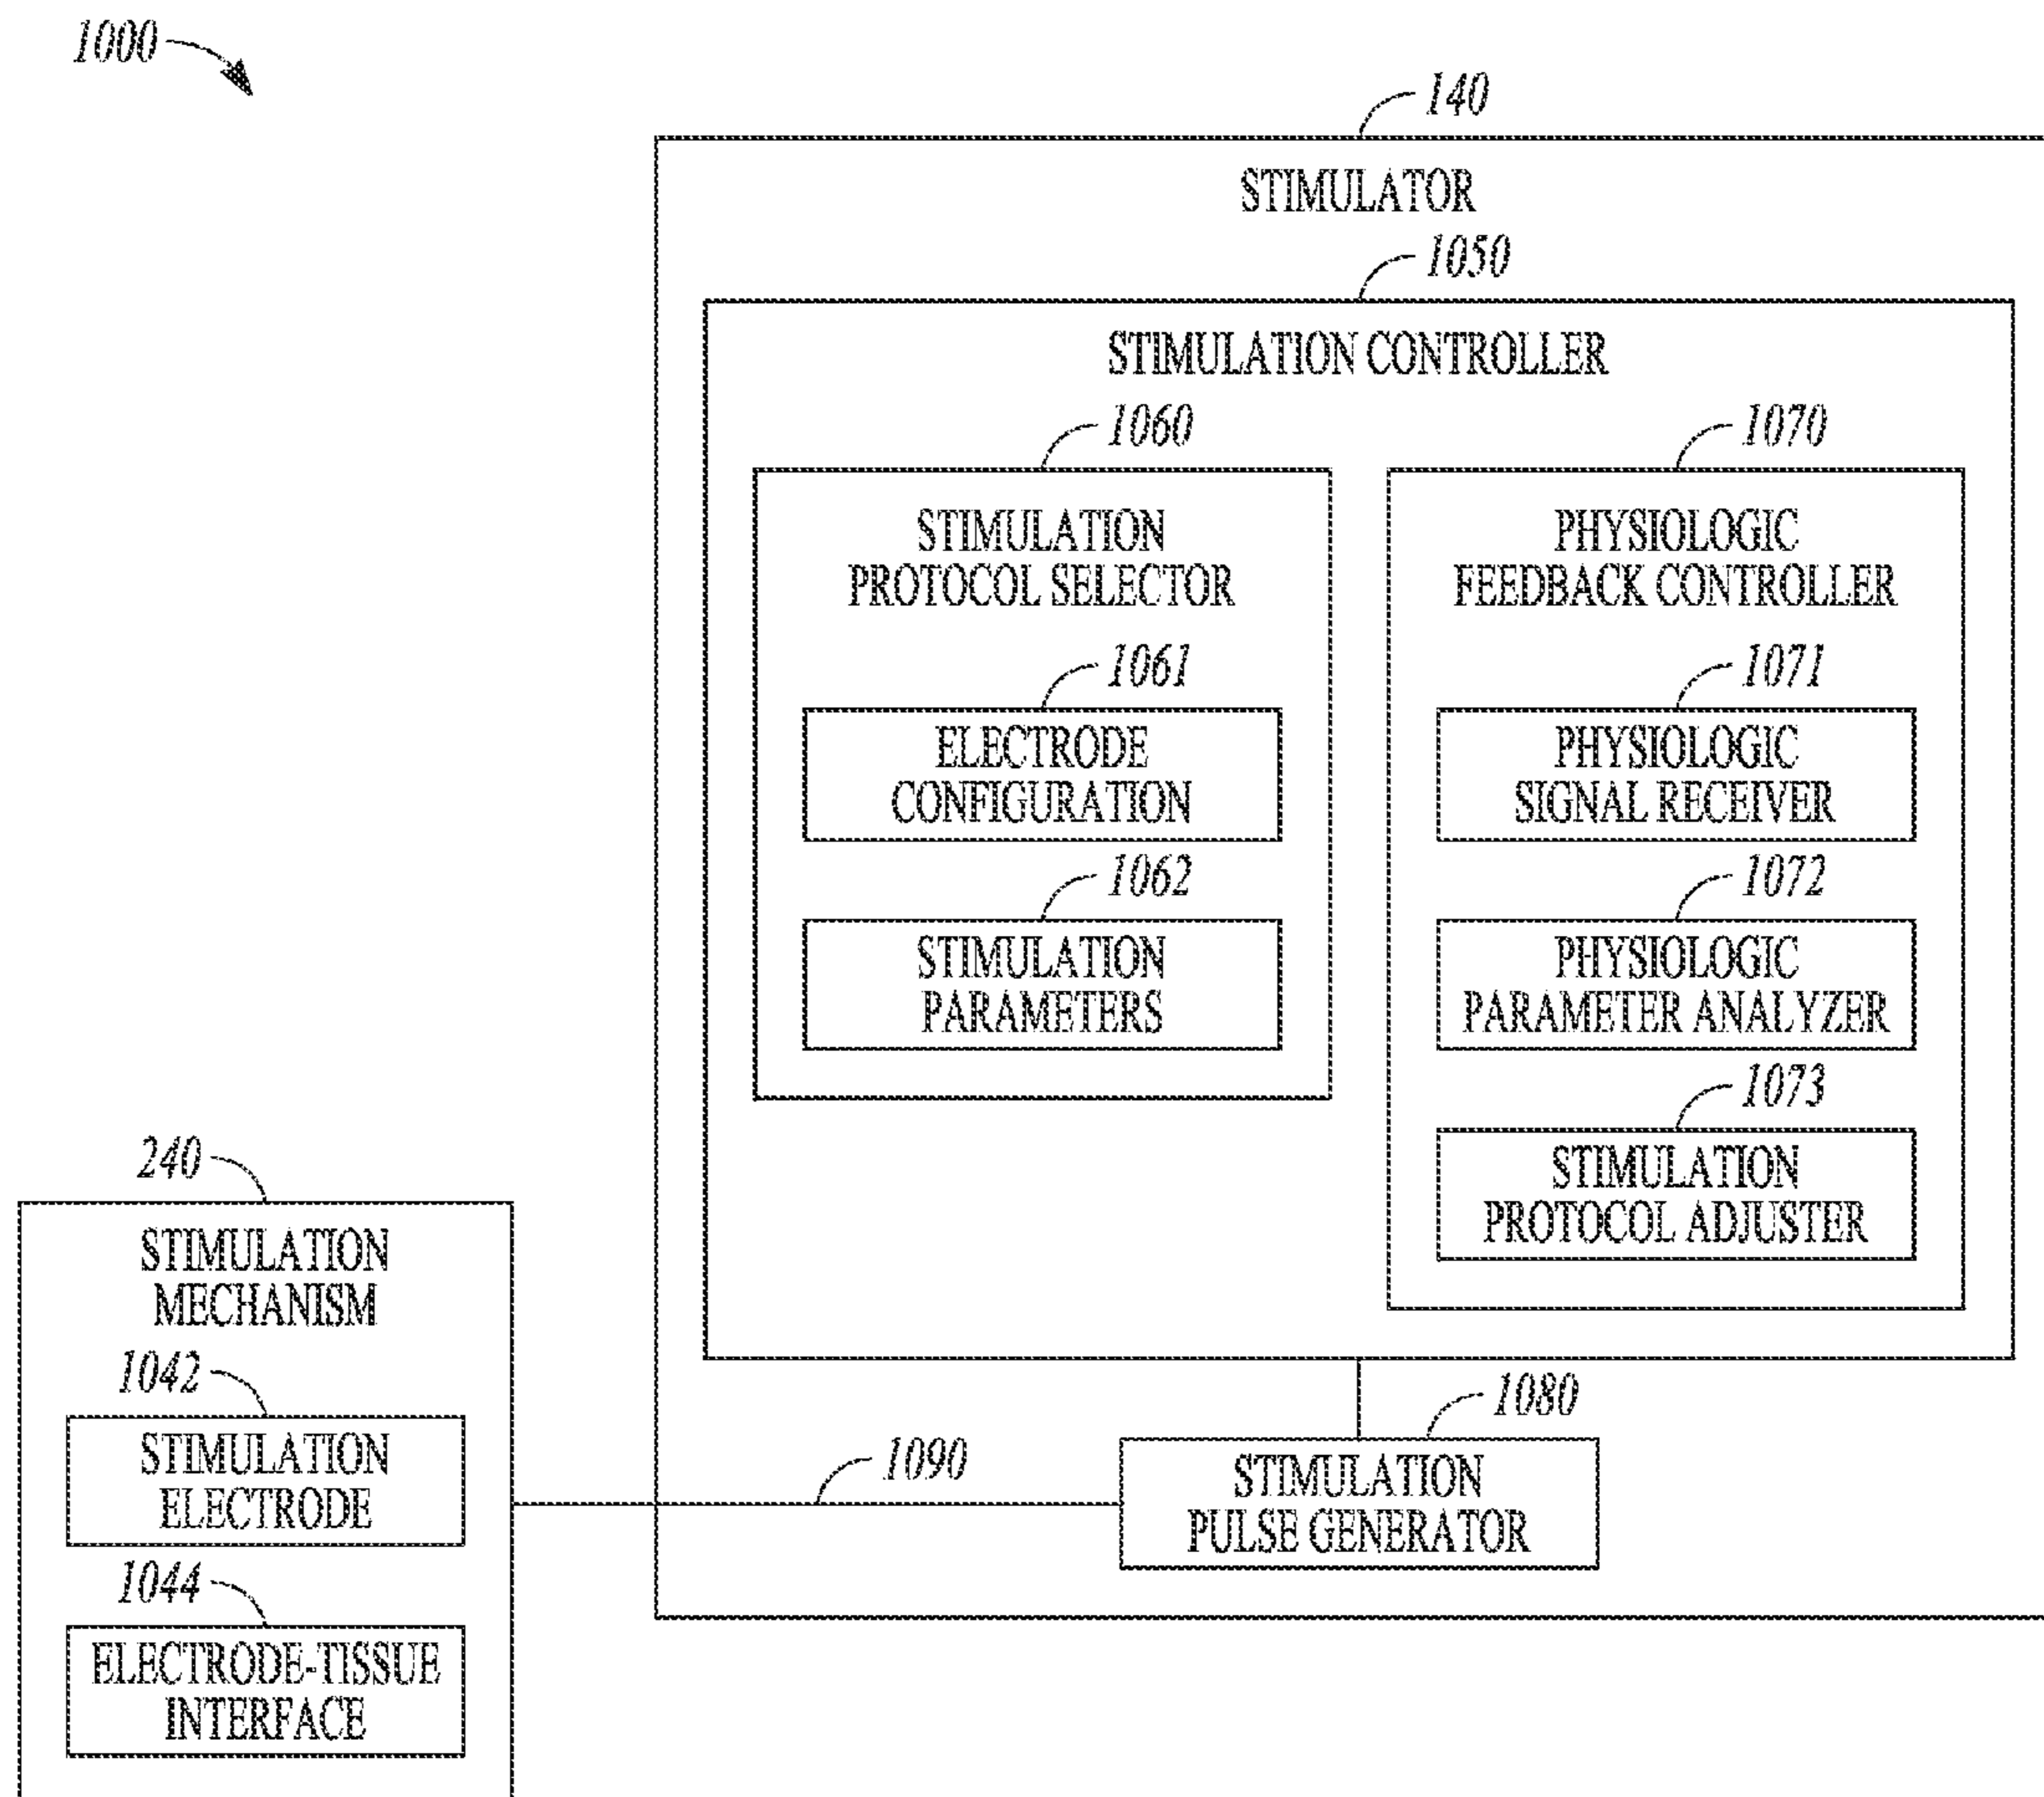 1000
140
STIMULATOR
1050
STIMULATION CONTROLLER
1060
STIMULATION
PROTOCOL SELECTOR
1061
ELECTRODE
CONFIGURATION
1062
STIMULATION
PARAMETERS
1070
PHYSIOLOGIC
FEEDBACK CONTROLLER
1071
PHYSIOLOGIC
SIGNAL RECEIVER
1072
PHYSIOLOGIC
PARAMETER ANALYZER
1073
STIMULATION
PROTOCOL ADJUSTER
240
STIMULATION
MECHANISM
1042
STIMULATION
ELECTRODE
1044
ELECTRODE-TISSUE
INTERFACE
1090
1080
STIMULATION
PULSE GENERATOR